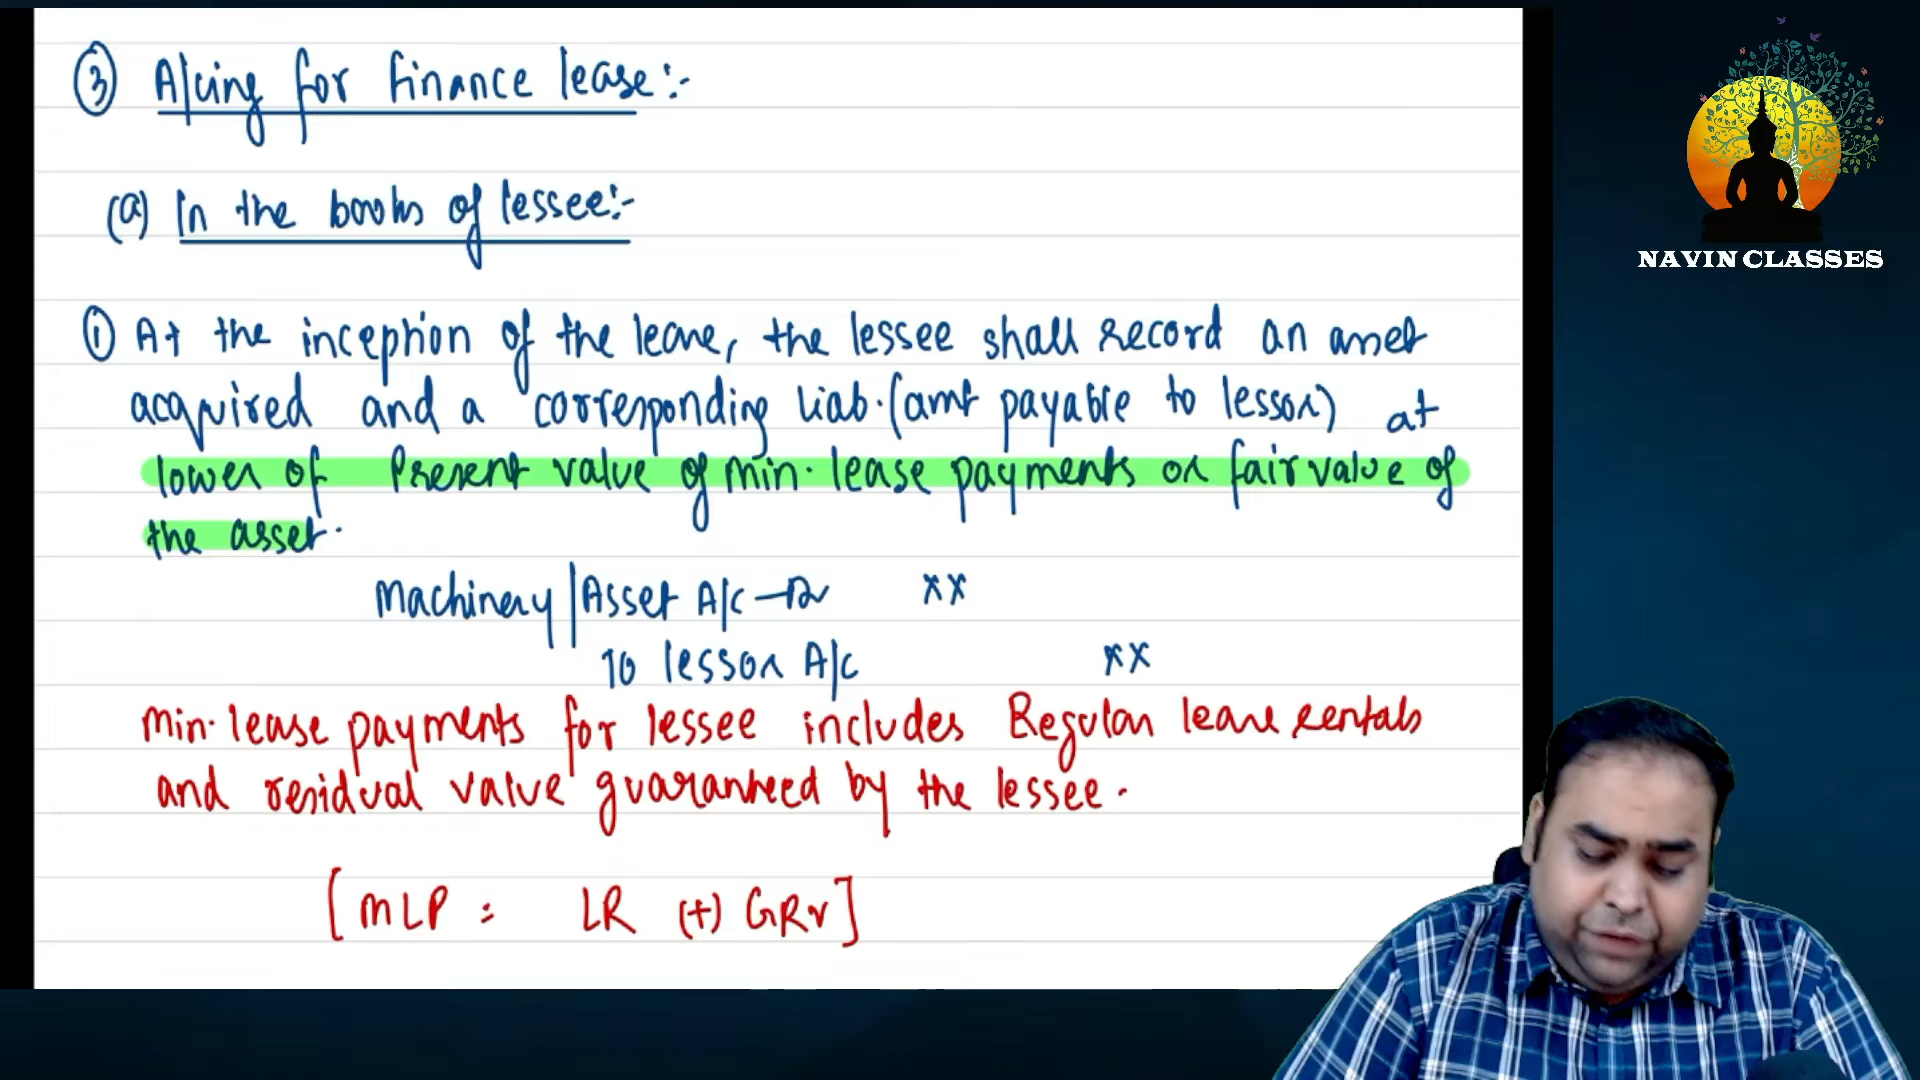 ③ A/cing for finance lease:-
(a) In the books of lessee:-
① At the inception of the lease, the lessee shall record an asset
acquired and a corresponding liab. (amt payable to lessor) at
lower of Present value of min. lease payments or fair value of
the asset.
Machinery / Asset A/c - Dr xx
To lessor A/c xx
Min. lease payments for lessee includes Regular lease rentals
and residual value guaranteed by the lessee.
[MLP = LR (+) GRV]
NAVIN CLASSES